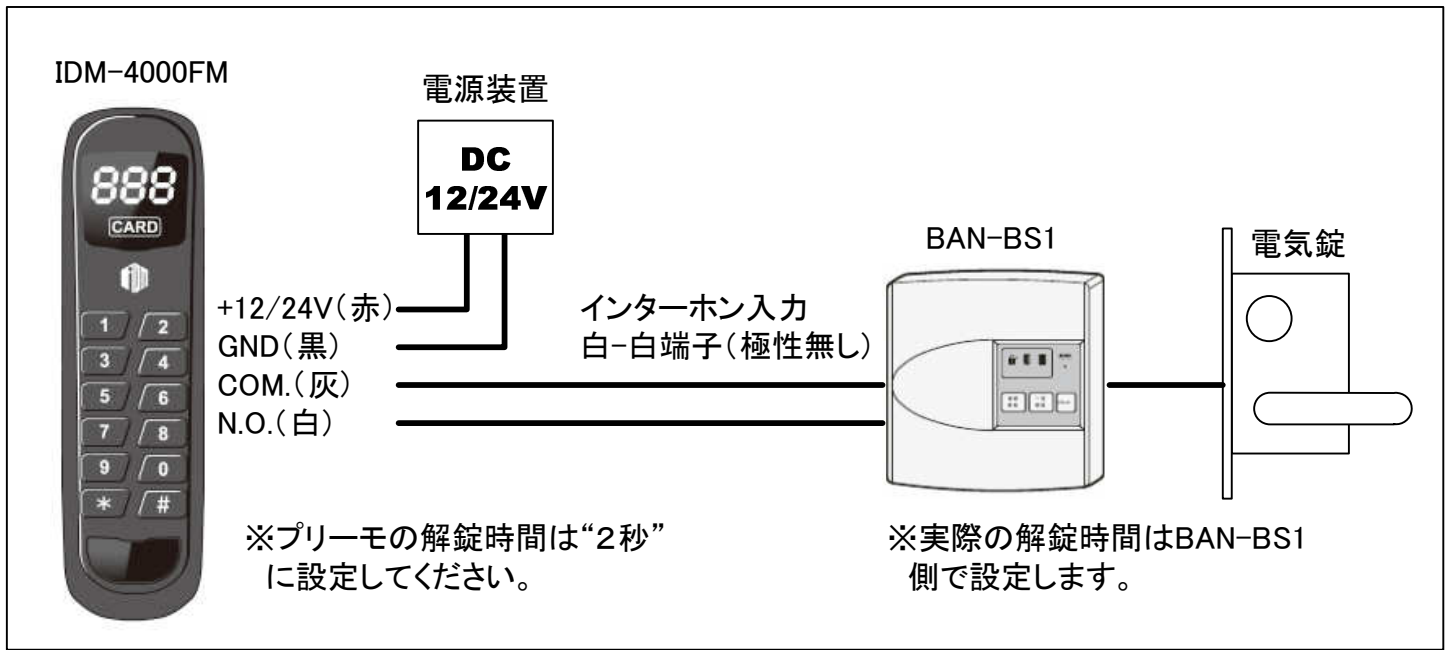 IDM-4000FM
電源装置
DC
12/24V
888
CARD
BAN-BS1
電気錠
+12/24V(赤)
GND(黒)
COM.(灰)
N.O.(白)
インターホン入力
白-白端子(極性無し)
1 2
3 4
5 6
7 8
9 0
* #
※プリーモの解錠時間は“2秒”
に設定してください。
※実際の解錠時間はBAN-BS1
側で設定します。